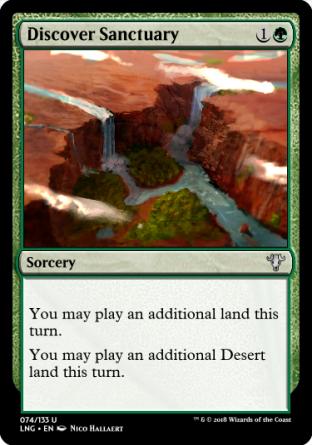 Discover Sanctuary 1
Sorcery
You may play an additional land this
turn.
You may play an additional Desert
land this turn.
074/133 U
LNG • EN Nico Hallaert
™ & © 2018 Wizards of the Coast